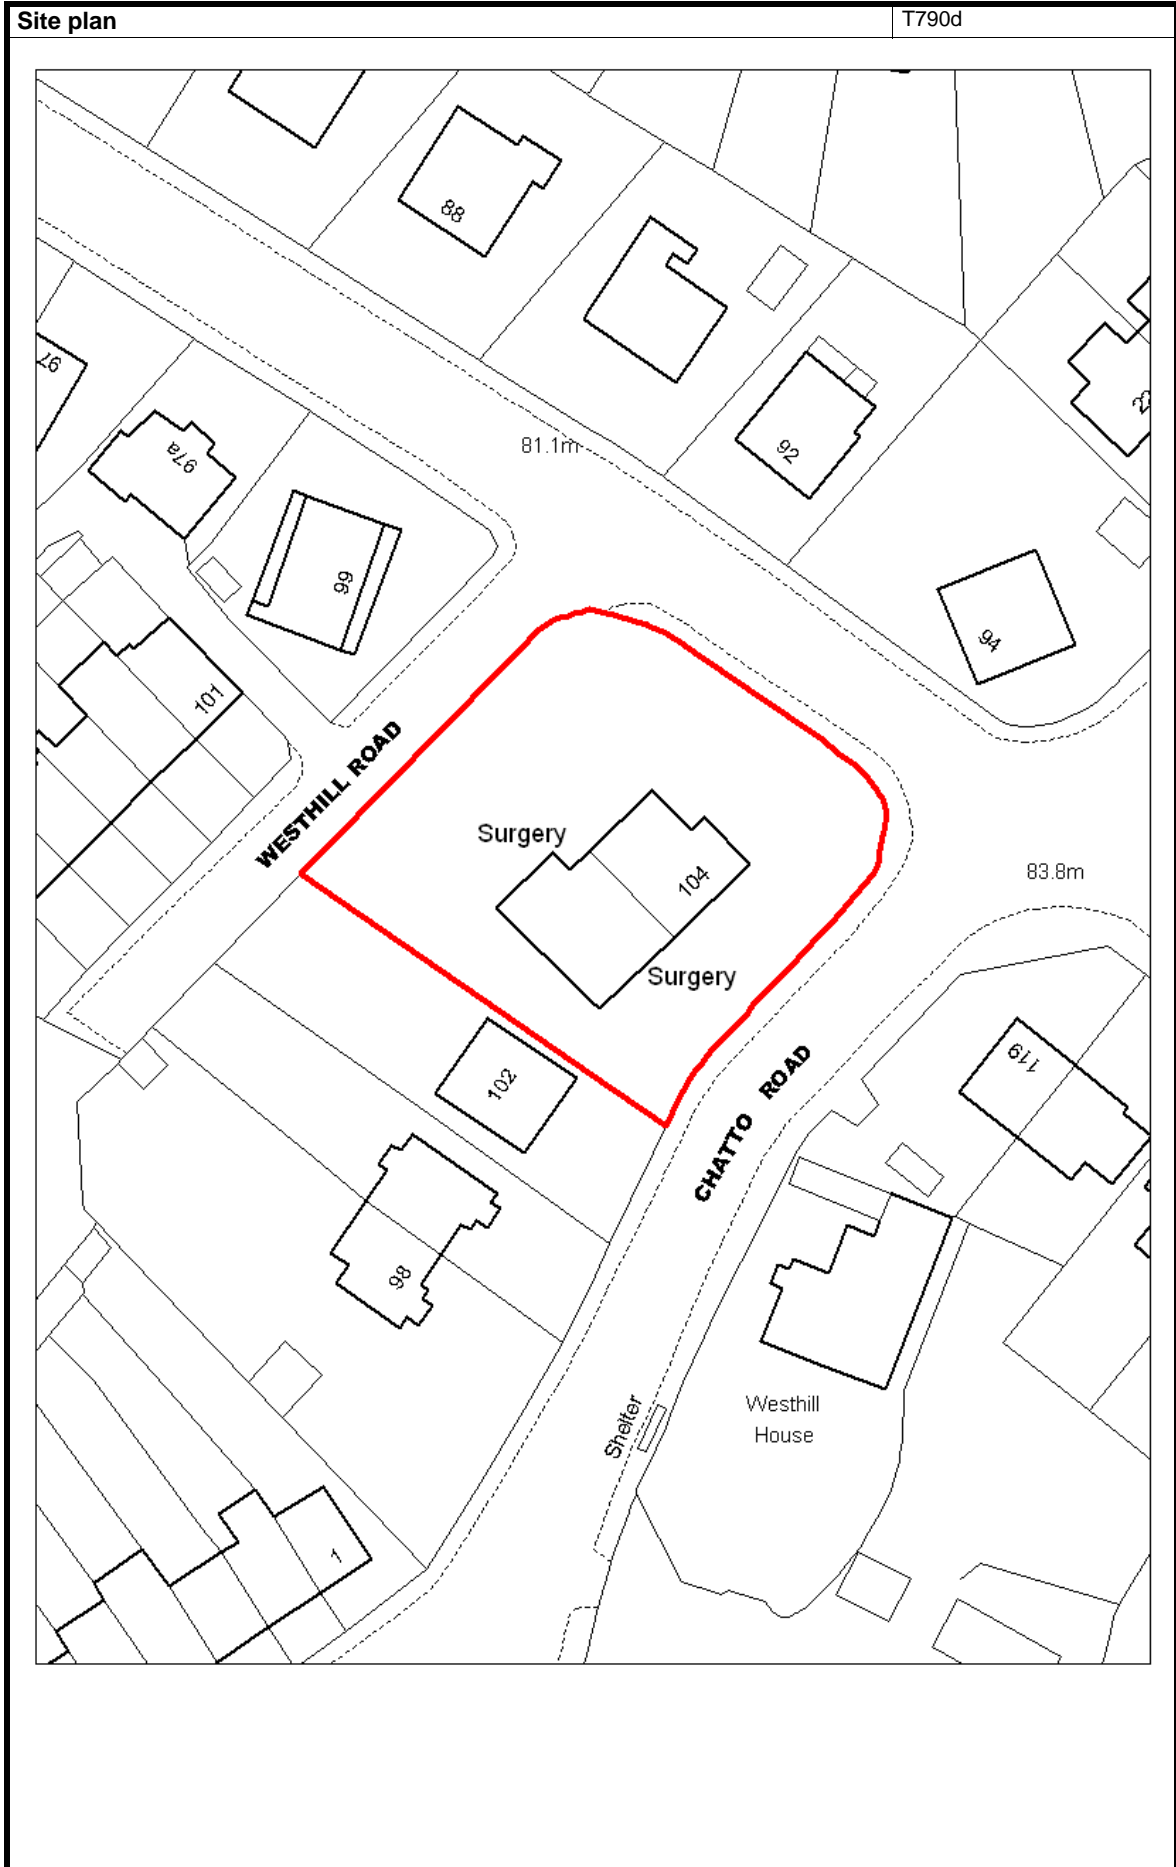 Site plan
T790d
88
97
81.1m
92
97a
22
99
94
101
WESTHILL ROAD
Surgery
83.8m
104
Surgery
119
102
CHATTO ROAD
98
Westhill
House
Shelter
1